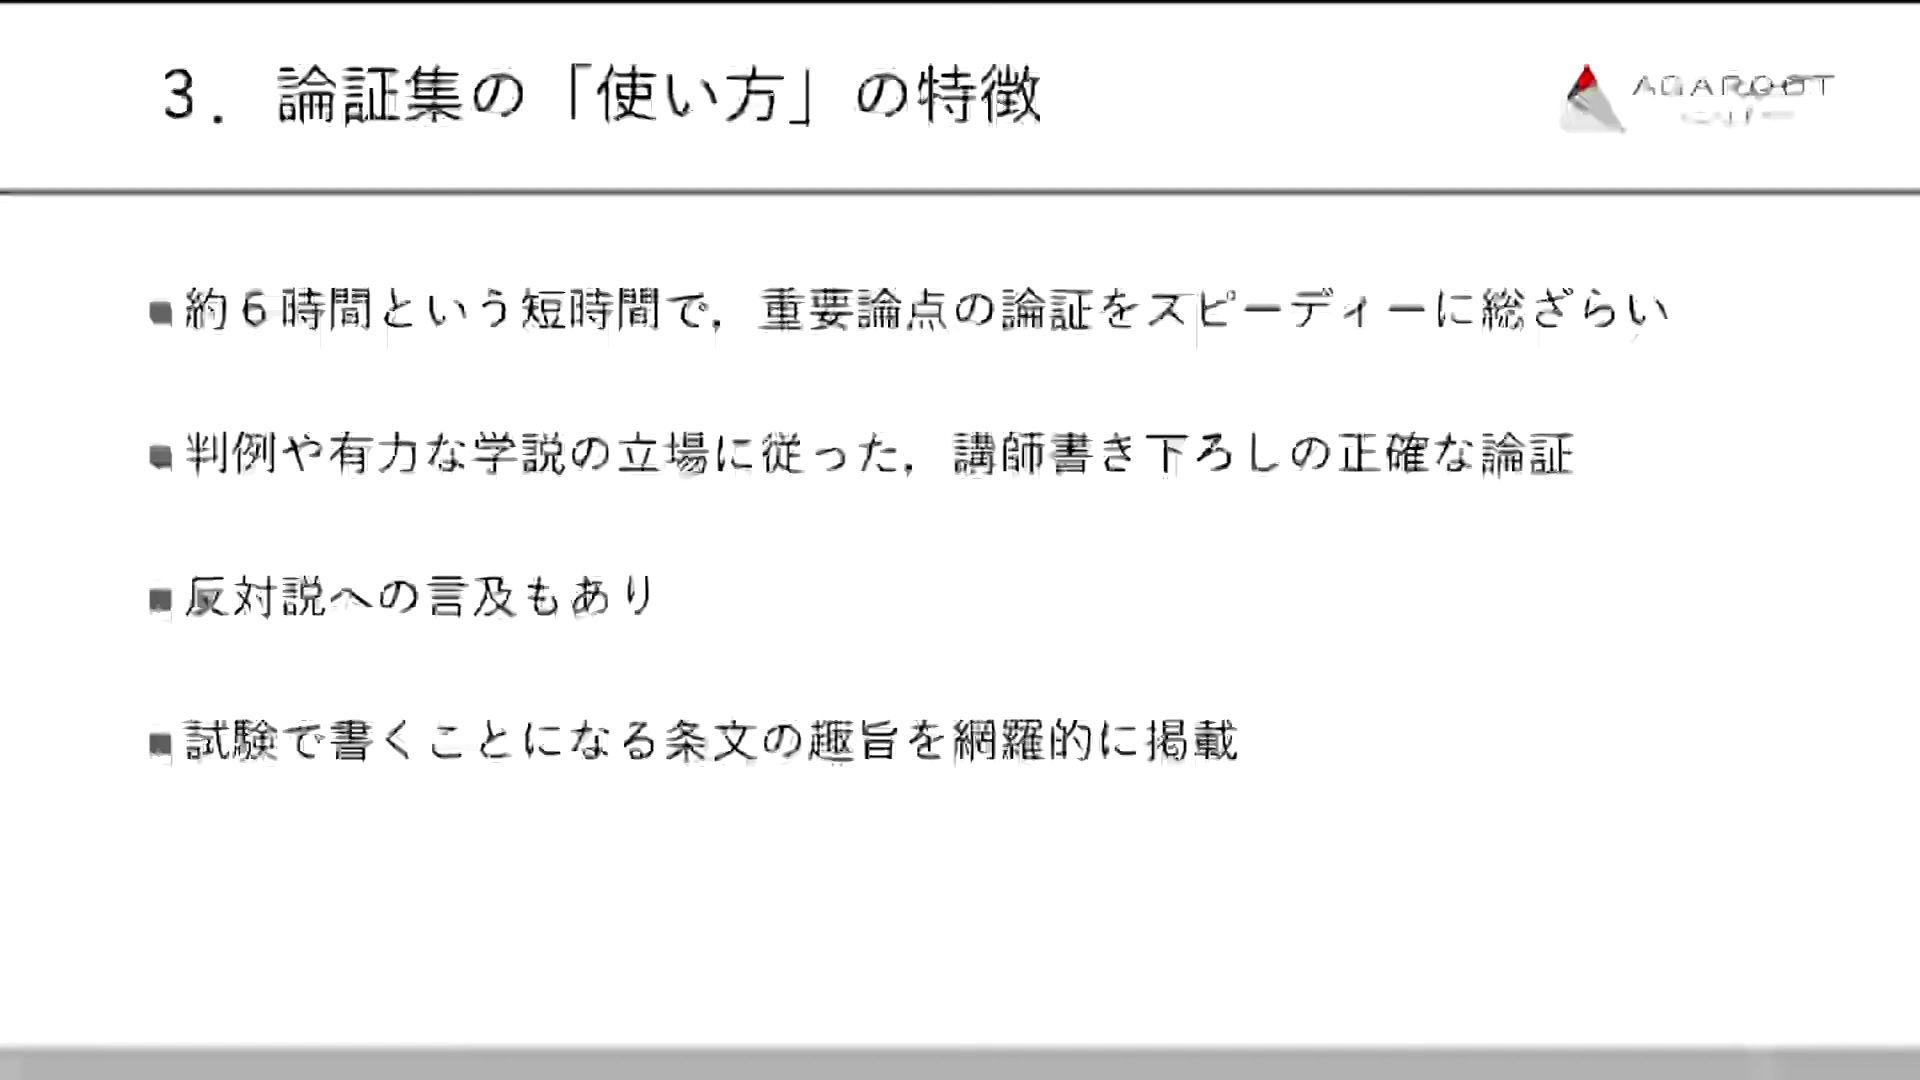 3．論証集の「使い方」の特徴
AGAROOT
■約６時間という短時間で，重要論点の論証をスピーディーに総ざらい
■判例や有力な学説の立場に従った，講師書き下ろしの正確な論証
■反対説への言及もあり
■試験で書くことになる条文の趣旨を網羅的に掲載